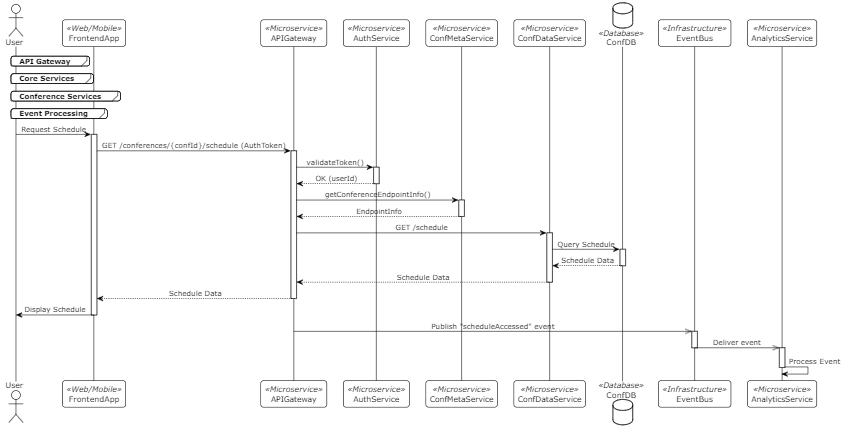 «Web/Mobile»
FrontendApp
«Microservice»
APIGateway
«Microservice»
AuthService
«Microservice»
ConfMetaService
«Microservice»
ConfDataService
«Database»
ConfDB
«Infrastructure»
EventBus
«Microservice»
AnalyticsService
User
API Gateway
Core Services
Conference Services
Event Processing
Request Schedule
GET /conferences/{confId}/schedule (AuthToken)
validateToken()
OK (userId)
getConferenceEndpointInfo()
EndpointInfo
GET /schedule
Query Schedule
Schedule Data
Schedule Data
Schedule Data
Display Schedule
Publish "scheduleAccessed" event
Deliver event
Process Event
User
«Web/Mobile»
FrontendApp
«Microservice»
APIGateway
«Microservice»
AuthService
«Microservice»
ConfMetaService
«Microservice»
ConfDataService
«Database»
ConfDB
«Infrastructure»
EventBus
«Microservice»
AnalyticsService